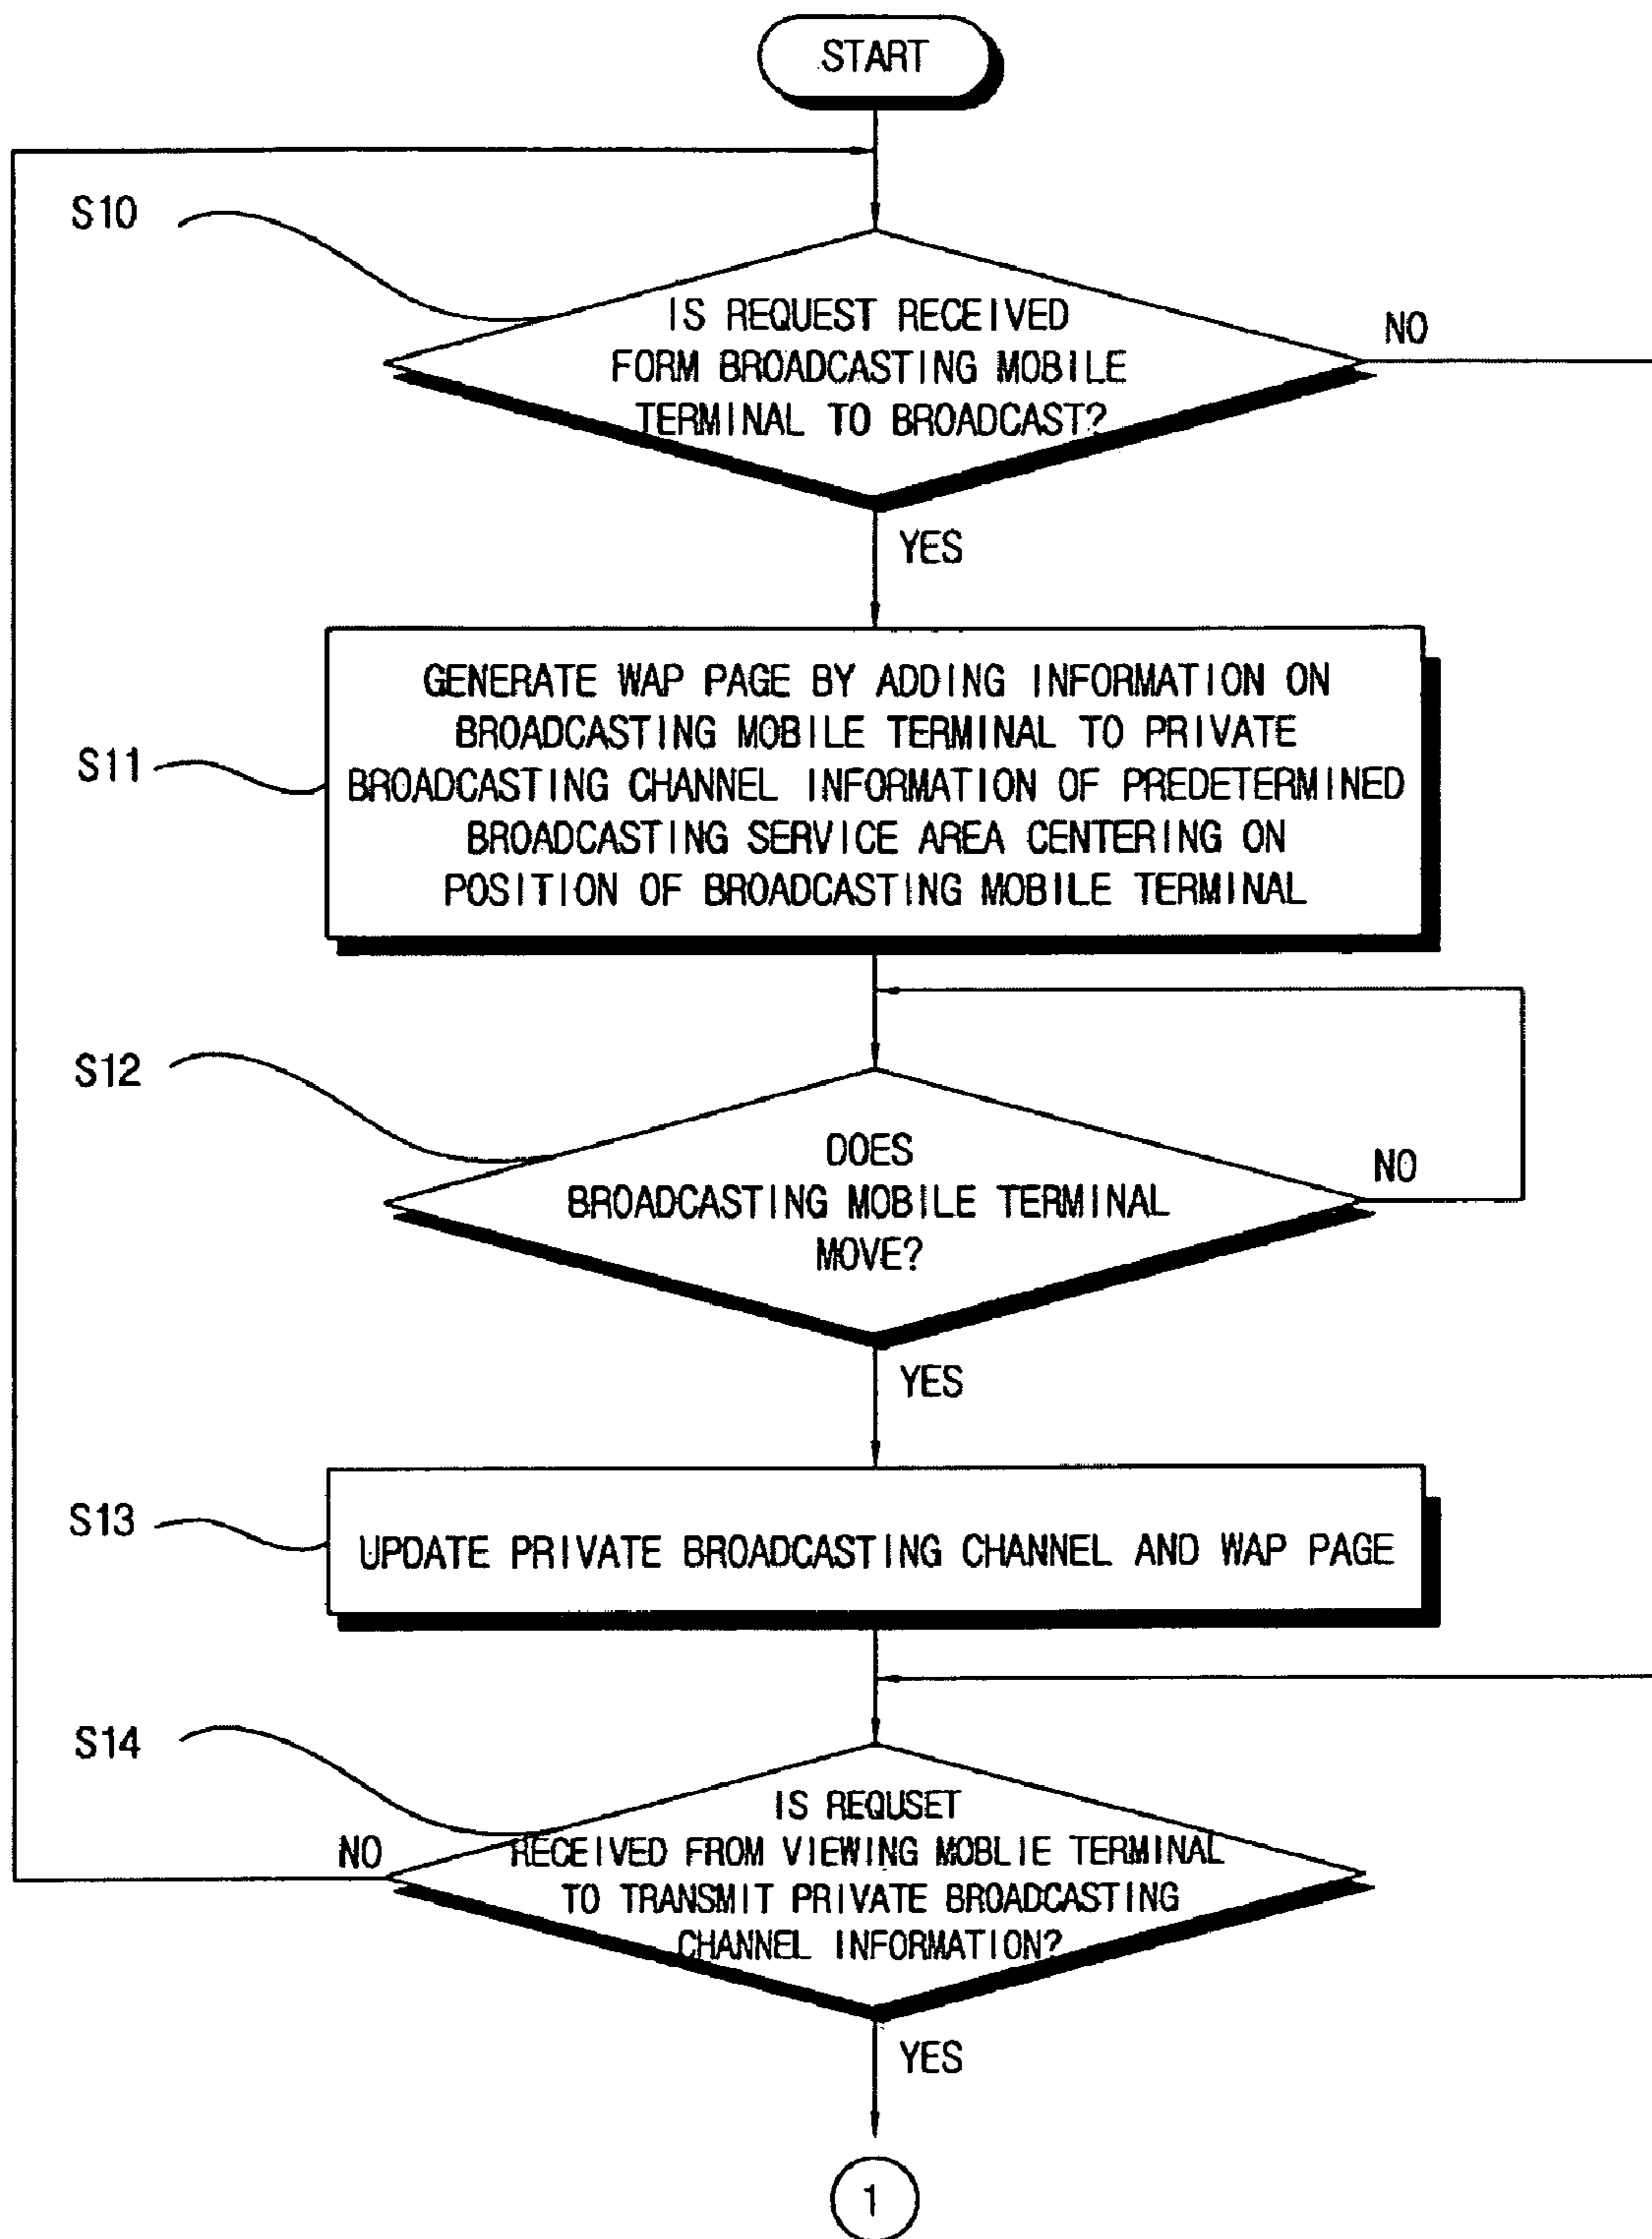 START
S10
IS REQUEST RECEIVED
FORM BROADCASTING MOBILE
TERMINAL TO BROADCAST?
NO
YES
S11
GENERATE WAP PAGE BY ADDING INFORMATION ON
BROADCASTING MOBILE TERMINAL TO PRIVATE
BROADCASTING CHANNEL INFORMATION OF PREDETERMINED
BROADCASTING SERVICE AREA CENTERING ON
POSITION OF BROADCASTING MOBILE TERMINAL
S12
DOES
BROADCASTING MOBILE TERMINAL
MOVE?
NO
YES
S13
UPDATE PRIVATE BROADCASTING CHANNEL AND WAP PAGE
S14
IS REQUSET
RECEIVED FROM VIEWING MOBLIE TERMINAL
TO TRANSMIT PRIVATE BROADCASTING
CHANNEL INFORMATION?
NO
YES
1